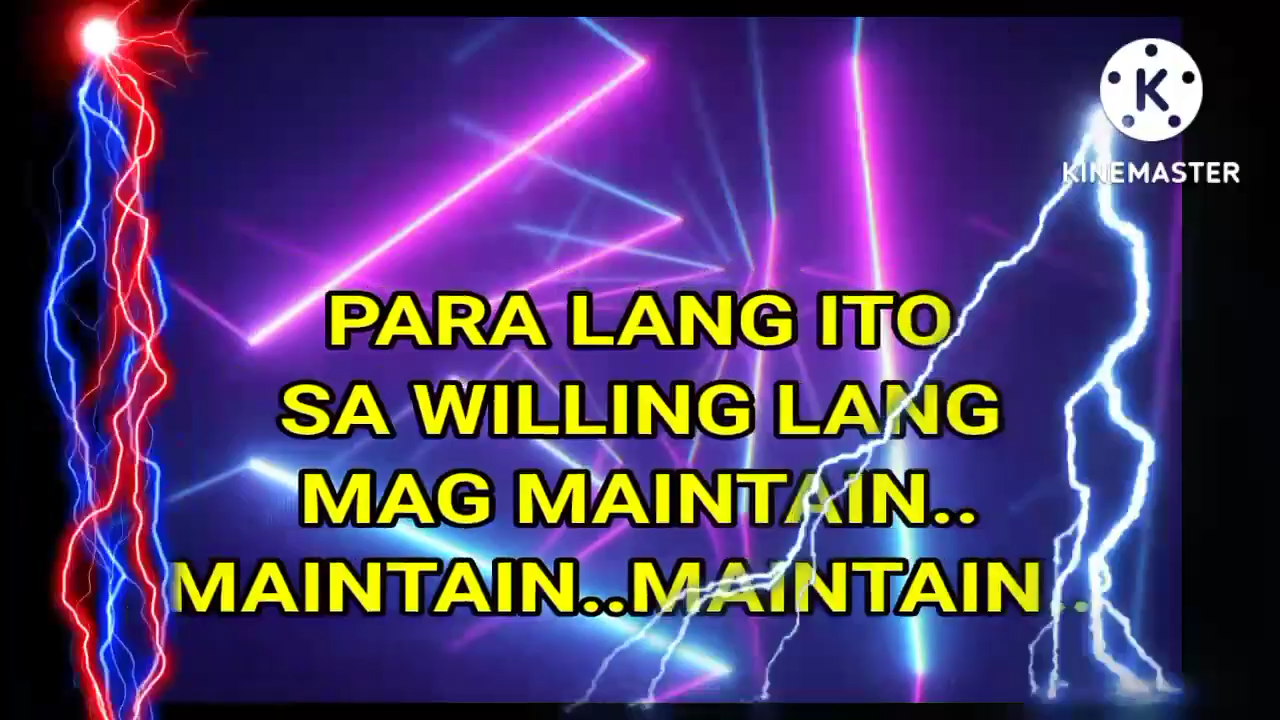 K
KINEMASTER
PARA LANG ITO
SA WILLING LANG
MAG MAINTAIN..
MAINTAIN..MAINTAIN..